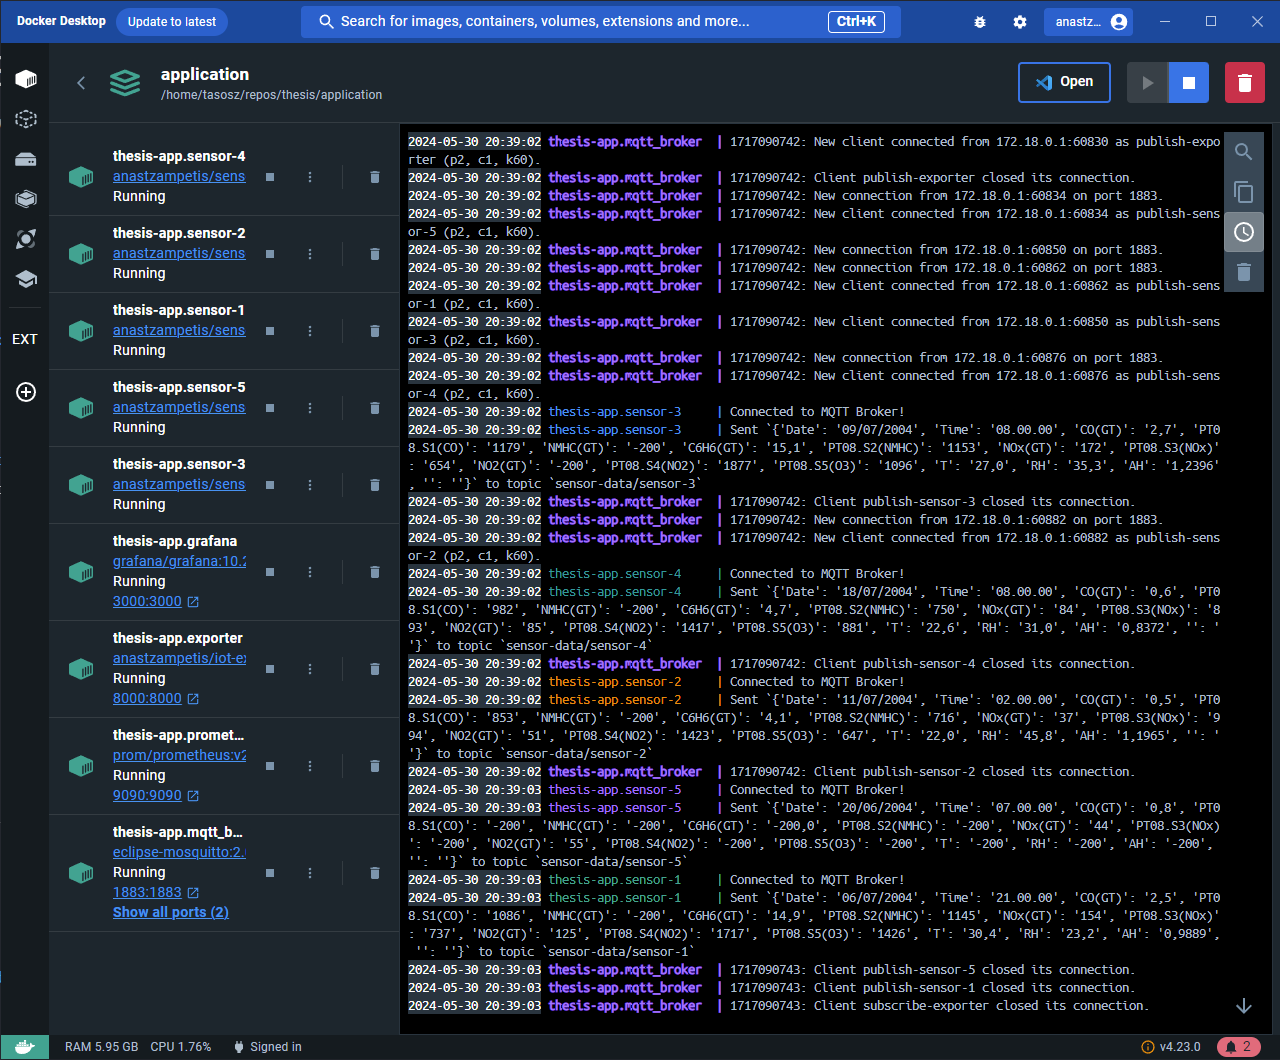 Docker Desktop
Update to latest
Search for images, containers, volumes, extensions and more...
Ctrl+K
anastz...
application
/home/tasosz/repos/thesis/application
Open
EXT
thesis-app.sensor-4
anastzampetis/sens
Running
thesis-app.sensor-2
anastzampetis/sens
Running
thesis-app.sensor-1
anastzampetis/sens
Running
thesis-app.sensor-5
anastzampetis/sens
Running
thesis-app.sensor-3
anastzampetis/sens
Running
thesis-app.grafana
grafana/grafana:10.2
Running
3000:3000
thesis-app.exporter
anastzampetis/iot-ex
Running
8000:8000
thesis-app.promet...
prom/prometheus:v2
Running
9090:9090
thesis-app.mqtt_b...
eclipse-mosquitto:2.
Running
1883:1883
Show all ports (2)
2024-05-30 20:39:02 thesis-app.mqtt_broker | 1717090742: New client connected from 172.18.0.1:60830 as publish-expo
rter (p2, c1, k60).
2024-05-30 20:39:02 thesis-app.mqtt_broker | 1717090742: Client publish-exporter closed its connection.
2024-05-30 20:39:02 thesis-app.mqtt_broker | 1717090742: New connection from 172.18.0.1:60834 on port 1883.
2024-05-30 20:39:02 thesis-app.mqtt_broker | 1717090742: New client connected from 172.18.0.1:60834 as publish-sens
or-5 (p2, c1, k60).
2024-05-30 20:39:02 thesis-app.mqtt_broker | 1717090742: New connection from 172.18.0.1:60850 on port 1883.
2024-05-30 20:39:02 thesis-app.mqtt_broker | 1717090742: New connection from 172.18.0.1:60862 on port 1883.
2024-05-30 20:39:02 thesis-app.mqtt_broker | 1717090742: New client connected from 172.18.0.1:60862 as publish-sens
or-1 (p2, c1, k60).
2024-05-30 20:39:02 thesis-app.mqtt_broker | 1717090742: New client connected from 172.18.0.1:60850 as publish-sens
or-3 (p2, c1, k60).
2024-05-30 20:39:02 thesis-app.mqtt_broker | 1717090742: New connection from 172.18.0.1:60876 on port 1883.
2024-05-30 20:39:02 thesis-app.mqtt_broker | 1717090742: New client connected from 172.18.0.1:60876 as publish-sens
or-4 (p2, c1, k60).
2024-05-30 20:39:02 thesis-app.sensor-3 | Connected to MQTT Broker!
2024-05-30 20:39:02 thesis-app.sensor-3 | Sent `{'Date': '09/07/2004', 'Time': '08.00.00', 'CO(GT)': '2,7', 'PT0
8.S1(CO)': '1179', 'NMHC(GT)': '-200', 'C6H6(GT)': '15,1', 'PT08.S2(NMHC)': '1153', 'NOx(GT)': '172', 'PT08.S3(NOx)'
: '654', 'NO2(GT)': '-200', 'PT08.S4(NO2)': '1877', 'PT08.S5(O3)': '1096', 'T': '27,0', 'RH': '35,3', 'AH': '1,2396'
, '': ''}` to topic `sensor-data/sensor-3`
2024-05-30 20:39:02 thesis-app.mqtt_broker | 1717090742: Client publish-sensor-3 closed its connection.
2024-05-30 20:39:02 thesis-app.mqtt_broker | 1717090742: New connection from 172.18.0.1:60882 on port 1883.
2024-05-30 20:39:02 thesis-app.mqtt_broker | 1717090742: New client connected from 172.18.0.1:60882 as publish-sens
or-2 (p2, c1, k60).
2024-05-30 20:39:02 thesis-app.sensor-4 | Connected to MQTT Broker!
2024-05-30 20:39:02 thesis-app.sensor-4 | Sent `{'Date': '18/07/2004', 'Time': '08.00.00', 'CO(GT)': '0,6', 'PT0
8.S1(CO)': '982', 'NMHC(GT)': '-200', 'C6H6(GT)': '4,7', 'PT08.S2(NMHC)': '750', 'NOx(GT)': '84', 'PT08.S3(NOx)': '8
93', 'NO2(GT)': '85', 'PT08.S4(NO2)': '1417', 'PT08.S5(O3)': '881', 'T': '22,6', 'RH': '31,0', 'AH': '0,8372', '': '
'}` to topic `sensor-data/sensor-4`
2024-05-30 20:39:02 thesis-app.mqtt_broker | 1717090742: Client publish-sensor-4 closed its connection.
2024-05-30 20:39:02 thesis-app.sensor-2 | Connected to MQTT Broker!
2024-05-30 20:39:02 thesis-app.sensor-2 | Sent `{'Date': '11/07/2004', 'Time': '02.00.00', 'CO(GT)': '0,5', 'PT0
8.S1(CO)': '853', 'NMHC(GT)': '-200', 'C6H6(GT)': '4,1', 'PT08.S2(NMHC)': '716', 'NOx(GT)': '37', 'PT08.S3(NOx)': '9
94', 'NO2(GT)': '51', 'PT08.S4(NO2)': '1423', 'PT08.S5(O3)': '647', 'T': '22,0', 'RH': '45,8', 'AH': '1,1965', '': '
'}` to topic `sensor-data/sensor-2`
2024-05-30 20:39:02 thesis-app.mqtt_broker | 1717090742: Client publish-sensor-2 closed its connection.
2024-05-30 20:39:03 thesis-app.sensor-5 | Connected to MQTT Broker!
2024-05-30 20:39:03 thesis-app.sensor-5 | Sent `{'Date': '20/06/2004', 'Time': '07.00.00', 'CO(GT)': '0,8', 'PT0
8.S1(CO)': '-200', 'NMHC(GT)': '-200', 'C6H6(GT)': '-200,0', 'PT08.S2(NMHC)': '-200', 'NOx(GT)': '44', 'PT08.S3(NOx)
': '-200', 'NO2(GT)': '55', 'PT08.S4(NO2)': '-200', 'PT08.S5(O3)': '-200', 'T': '-200', 'RH': '-200', 'AH': '-200',
'': ''}` to topic `sensor-data/sensor-5`
2024-05-30 20:39:03 thesis-app.sensor-1 | Connected to MQTT Broker!
2024-05-30 20:39:03 thesis-app.sensor-1 | Sent `{'Date': '06/07/2004', 'Time': '21.00.00', 'CO(GT)': '2,5', 'PT0
8.S1(CO)': '1086', 'NMHC(GT)': '-200', 'C6H6(GT)': '14,9', 'PT08.S2(NMHC)': '1145', 'NOx(GT)': '154', 'PT08.S3(NOx)'
: '737', 'NO2(GT)': '125', 'PT08.S4(NO2)': '1717', 'PT08.S5(O3)': '1426', 'T': '30,4', 'RH': '23,2', 'AH': '0,9889',
'': ''}` to topic `sensor-data/sensor-1`
2024-05-30 20:39:03 thesis-app.mqtt_broker | 1717090743: Client publish-sensor-5 closed its connection.
2024-05-30 20:39:03 thesis-app.mqtt_broker | 1717090743: Client publish-sensor-1 closed its connection.
2024-05-30 20:39:03 thesis-app.mqtt_broker | 1717090743: Client subscribe-exporter closed its connection.
RAM 5.95 GB CPU 1.76% Signed in
v4.23.0
2